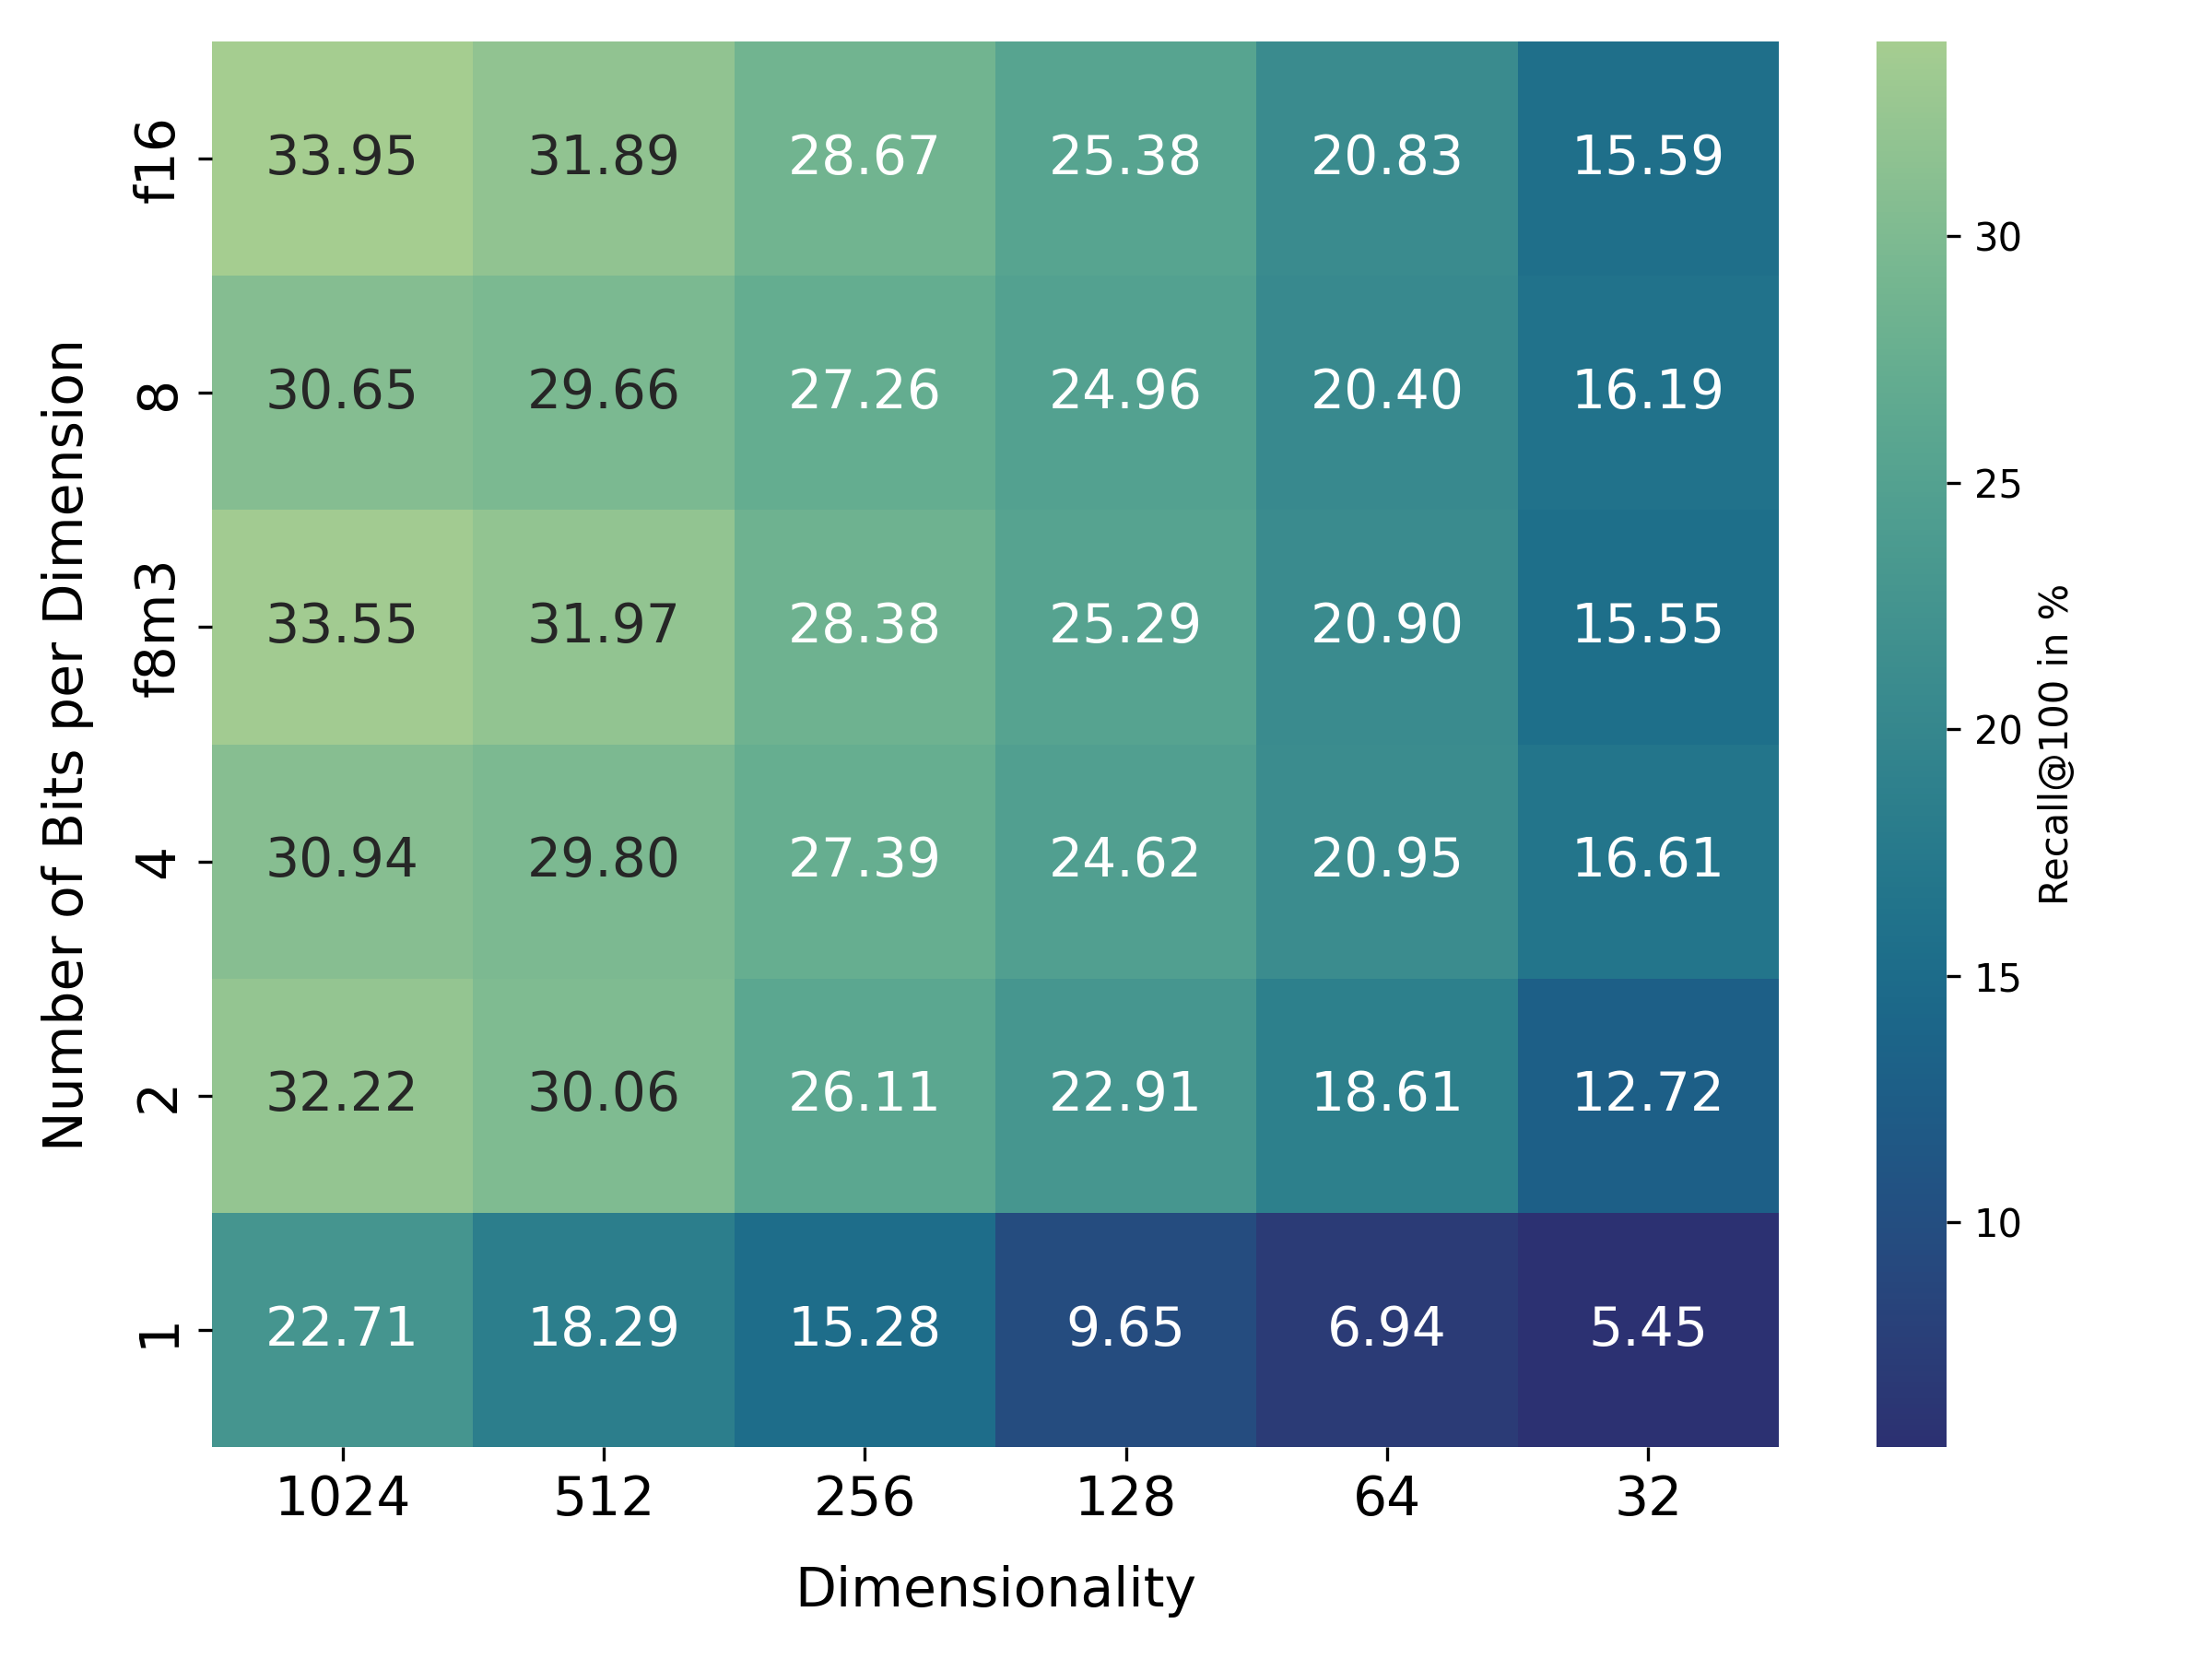 Number of Bits per Dimension
f16 33.95 31.89 28.67 25.38 20.83 15.59
8 30.65 29.66 27.26 24.96 20.40 16.19
f8m3 33.55 31.97 28.38 25.29 20.90 15.55
4 30.94 29.80 27.39 24.62 20.95 16.61
2 32.22 30.06 26.11 22.91 18.61 12.72
1 22.71 18.29 15.28 9.65 6.94 5.45
1024 512 256 128 64 32
Dimensionality
30
25
20
15
10
Recall@100 in %